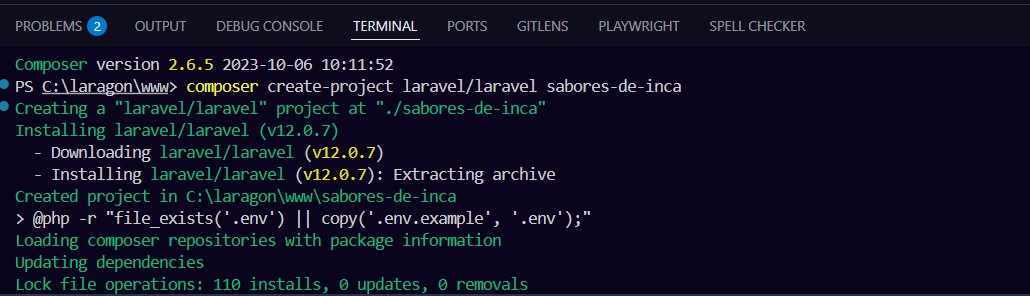 PROBLEMS 2 OUTPUT DEBUG CONSOLE TERMINAL PORTS GITLENS PLAYWRIGHT SPELL CHECKER
Composer version 2.6.5 2023-10-06 10:11:52
PS C:\laragon\www> composer create-project laravel/laravel sabores-de-inca
Creating a "laravel/laravel" project at "./sabores-de-inca"
Installing laravel/laravel (v12.0.7)
  - Downloading laravel/laravel (v12.0.7)
  - Installing laravel/laravel (v12.0.7): Extracting archive
Created project in C:\laragon\www\sabores-de-inca
> @php -r "file_exists('.env') || copy('.env.example', '.env');"
Loading composer repositories with package information
Updating dependencies
Lock file operations: 110 installs, 0 updates, 0 removals